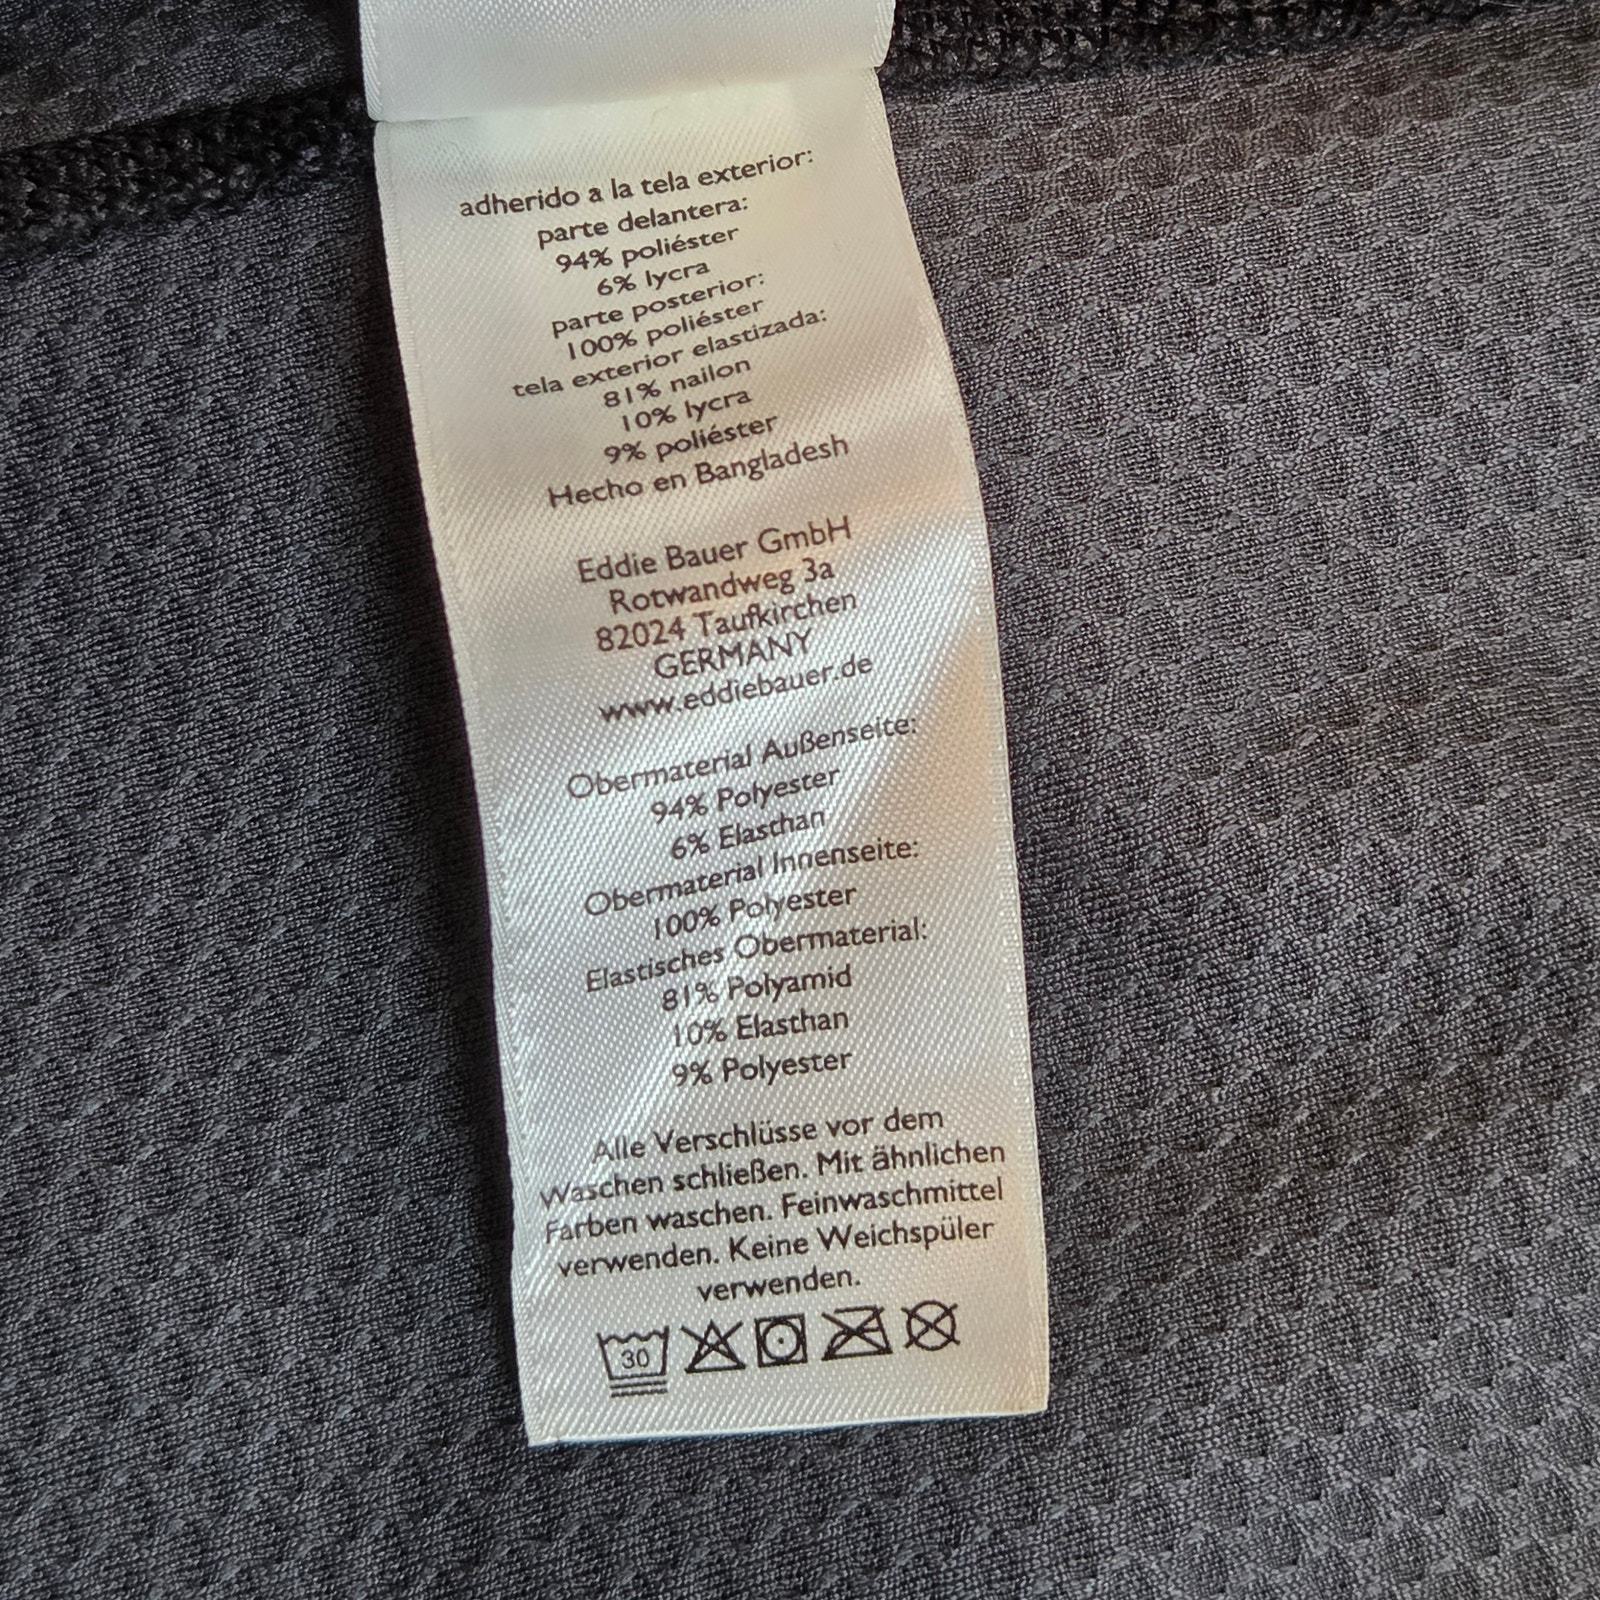 adherido a la tela exterior:
parte delantera:
94% poliéster
6% lycra
parte posterior:
100% poliéster
tela exterior elastizada:
81% nailon
10% lycra
9% poliéster
Hecho en Bangladesh
Eddie Bauer GmbH
Rotwandweg 3a
82024 Taufkirchen
GERMANY
www.eddiebauer.de
Obermaterial Außenseite:
94% Polyester
6% Elasthan
Obermaterial Innenseite:
100% Polyester
Elastisches Obermaterial:
81% Polyamid
10% Elasthan
9% Polyester
Alle Verschlüsse vor dem
Waschen schließen. Mit ähnlichen
Farben waschen. Feinwaschmittel
verwenden. Keine Weichspüler
verwenden.
30